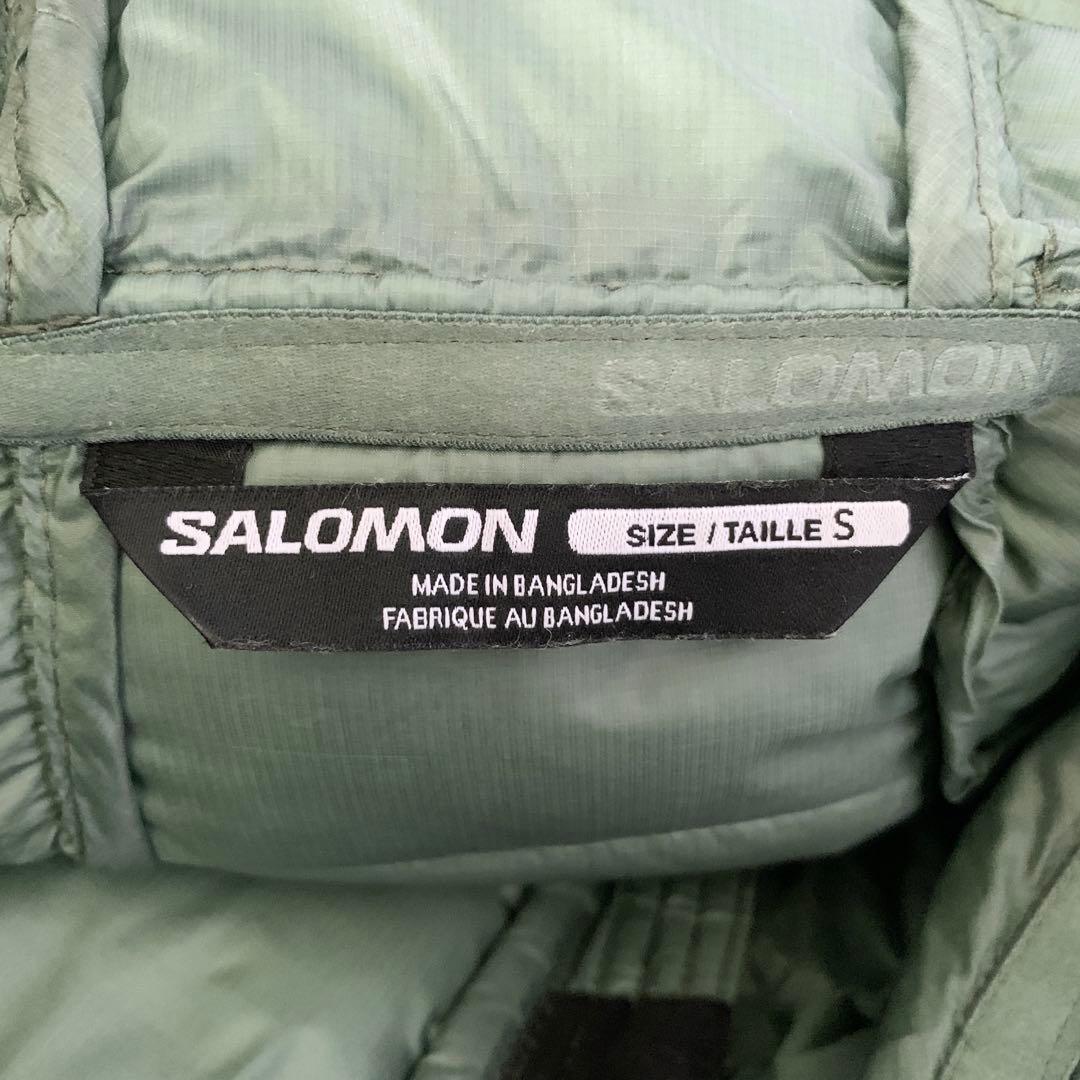 SALOMON
SALOMON SIZE / TAILLE S
MADE IN BANGLADESH
FABRIQUE AU BANGLADESH